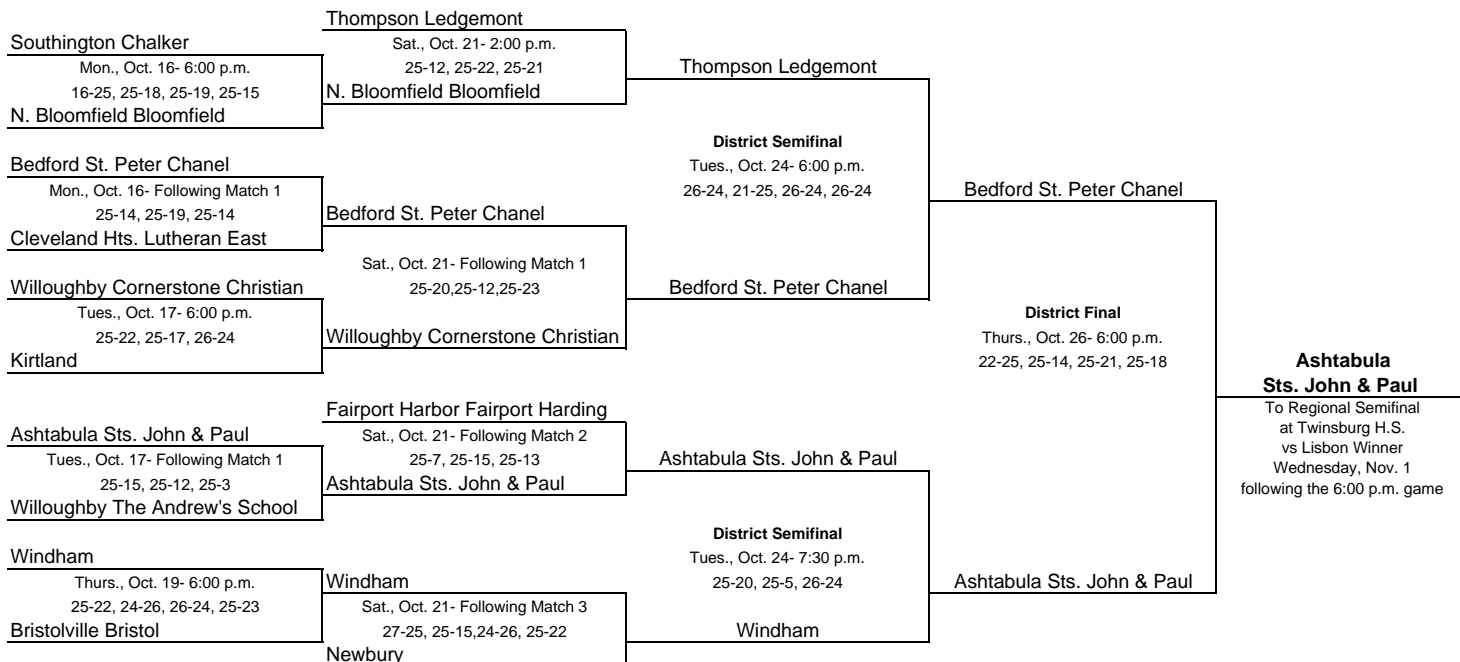 Southington Chalker
Mon., Oct. 16- 6:00 p.m.
16-25, 25-18, 25-19, 25-15
N. Bloomfield Bloomfield
Bedford St. Peter Chanel
Mon., Oct. 16- Following Match 1
25-14, 25-19, 25-14
Cleveland Hts. Lutheran East
Willoughby Cornerstone Christian
Tues., Oct. 17- 6:00 p.m.
25-22, 25-17, 26-24
Kirtland
Ashtabula Sts. John & Paul
Tues., Oct. 17- Following Match 1
25-15, 25-12, 25-3
Willoughby The Andrew's School
Windham
Thurs., Oct. 19- 6:00 p.m.
25-22, 24-26, 26-24, 25-23
Bristolville Bristol
Thompson Ledgemont
Sat., Oct. 21- 2:00 p.m.
25-12, 25-22, 25-21
N. Bloomfield Bloomfield
Bedford St. Peter Chanel
Sat., Oct. 21- Following Match 1
25-20,25-12,25-23
Willoughby Cornerstone Christian
Fairport Harbor Fairport Harding
Sat., Oct. 21- Following Match 2
25-7, 25-15, 25-13
Ashtabula Sts. John & Paul
Windham
Sat., Oct. 21- Following Match 3
27-25, 25-15,24-26, 25-22
Newbury
Thompson Ledgemont
District Semifinal
Tues., Oct. 24- 6:00 p.m.
26-24, 21-25, 26-24, 26-24
Bedford St. Peter Chanel
Ashtabula Sts. John & Paul
District Semifinal
Tues., Oct. 24- 7:30 p.m.
25-20, 25-5, 26-24
Windham
Bedford St. Peter Chanel
District Final
Thurs., Oct. 26- 6:00 p.m.
22-25, 25-14, 25-21, 25-18
Ashtabula Sts. John & Paul
Ashtabula
Sts. John & Paul
To Regional Semifinal
at Twinsburg H.S.
vs Lisbon Winner
Wednesday, Nov. 1
following the 6:00 p.m. game